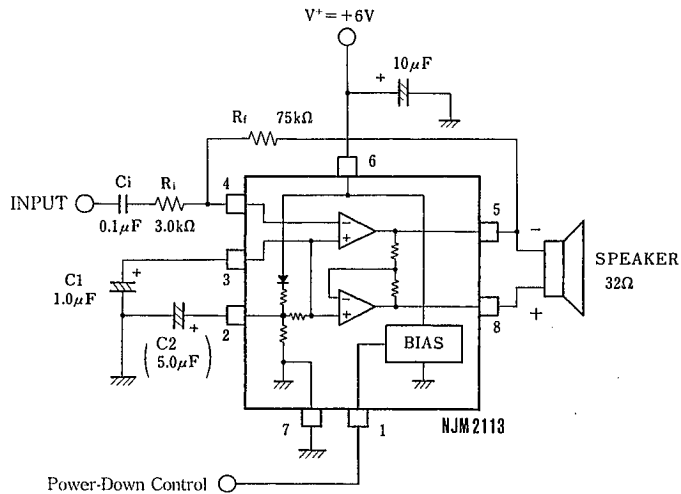 V⁺=+6V
10μF
+
Rf 75kΩ
6
Ci Ri 4
INPUT
0.1μF 3.0kΩ
5
−
+
−
SPEAKER
32Ω
3
C1
1.0μF
+
−
+
+
2
8
C2
5.0μF
+
BIAS
7
1
NJM2113
Power-Down Control